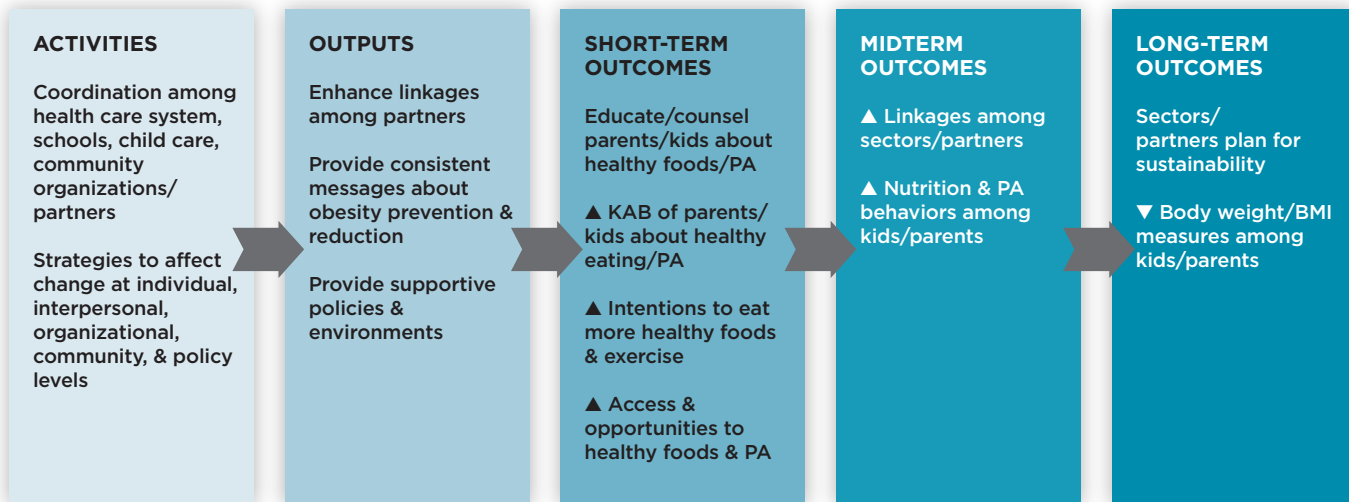 ACTIVITIES
Coordination among
health care system,
schools, child care,
community
organizations/
partners
Strategies to affect
change at individual,
interpersonal,
organizational,
community, & policy
levels
OUTPUTS
Enhance linkages
among partners
Provide consistent
messages about
obesity prevention &
reduction
Provide supportive
policies &
environments
SHORT-TERM
OUTCOMES
Educate/counsel
parents/kids about
healthy foods/PA
▲ KAB of parents/
kids about healthy
eating/PA
▲ Intentions to eat
more healthy foods
& exercise
▲ Access &
opportunities to
healthy foods & PA
MIDTERM
OUTCOMES
▲ Linkages among
sectors/partners
▲ Nutrition & PA
behaviors among
kids/parents
LONG-TERM
OUTCOMES
Sectors/
partners plan for
sustainability
▼ Body weight/BMI
measures among
kids/parents